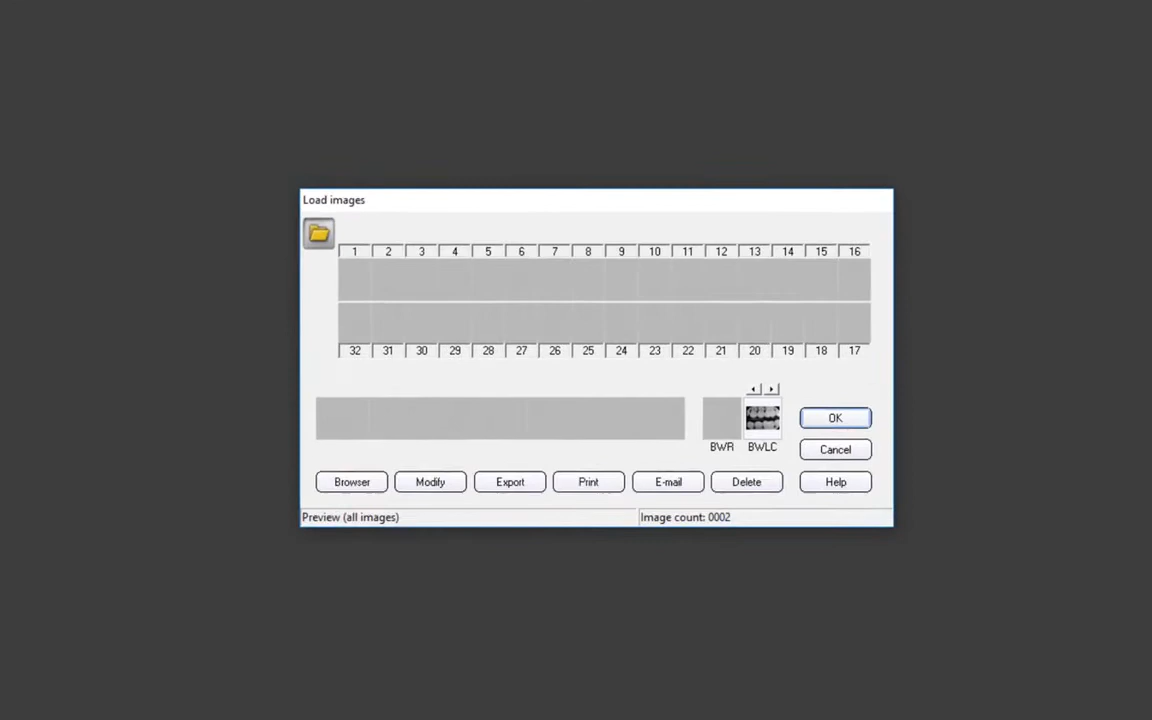 Load images
1 2 3 4 5 6 7 8 9 10 11 12 13 14 15 16
32 31 30 29 28 27 26 25 24 23 22 21 20 19 18 17
BWR BWLC
OK
Cancel
Browser Modify Export Print E-mail Delete Help
Preview (all images) Image count: 0002